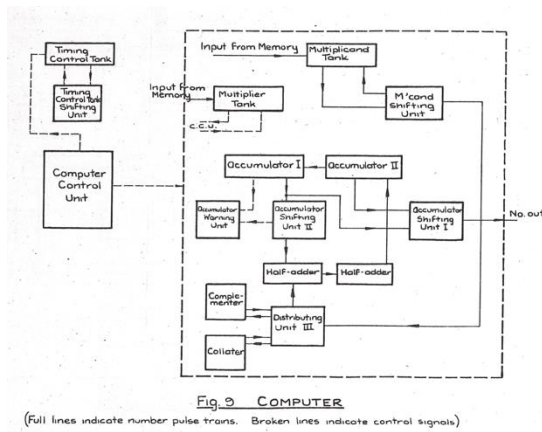 Timing
Control Tank
Timing
Control Tank
Shifting
Unit
Computer
Control
Unit
Input from Memory
Multiplicand
Tank
Input From
Memory
Multiplier
Tank
c.c.u.
M'cand
Shifting
Unit
Accumulator I
Accumulator II
Accumulator
Warning
Unit
Accumulator
Shifting
Unit II
Accumulator
Shifting
Unit I
No. out
Half-adder
Half-adder
Comple-
menter
Distributing
Unit III
Collater
Fig. 9 COMPUTER
(Full lines indicate number pulse trains. Broken lines indicate control signals)